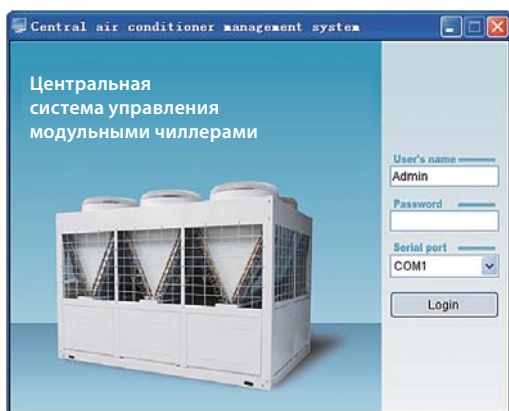 Central air conditioner management system
Центральная
система управления
модульными чиллерами
User's name
Admin
Password
Serial port
COM1
Login